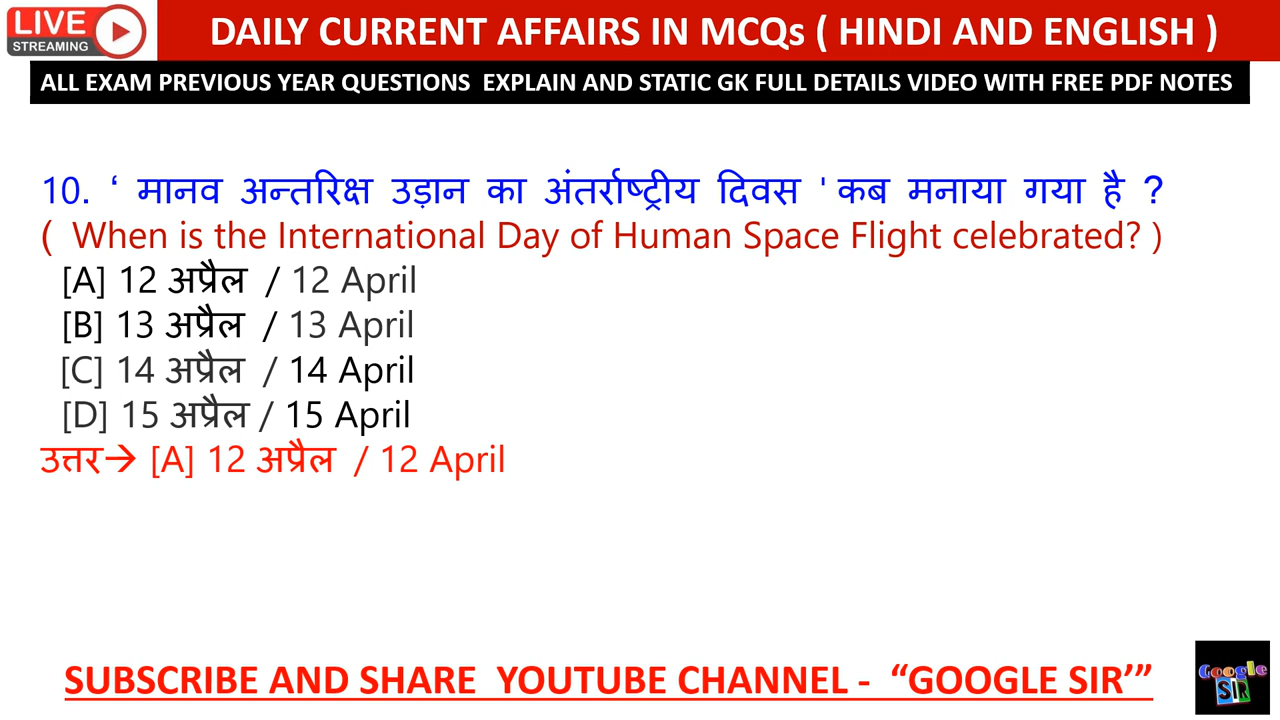 LIVE
STREAMING
DAILY CURRENT AFFAIRS IN MCQs ( HINDI AND ENGLISH )
ALL EXAM PREVIOUS YEAR QUESTIONS EXPLAIN AND STATIC GK FULL DETAILS VIDEO WITH FREE PDF NOTES
10. ‘ मानव अन्तरिक्ष उड़ान का अंतर्राष्ट्रीय दिवस ' कब मनाया गया है ?
( When is the International Day of Human Space Flight celebrated? )
[A] 12 अप्रैल / 12 April
[B] 13 अप्रैल / 13 April
[C] 14 अप्रैल / 14 April
[D] 15 अप्रैल / 15 April
उत्तर→ [A] 12 अप्रैल / 12 April
SUBSCRIBE AND SHARE YOUTUBE CHANNEL - “GOOGLE SIR’”
Google
SIR